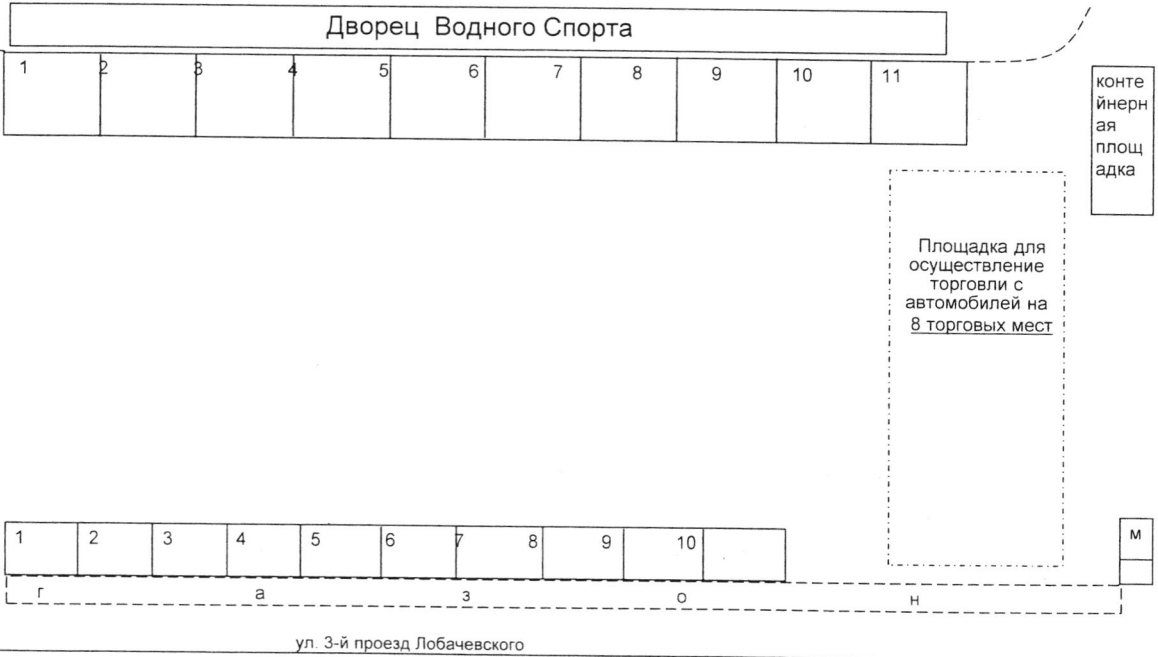 Дворец Водного Спорта
1 2 3 4 5 6 7 8 9 10 11
конте
йнерн
ая
площ
адка
Площадка для
осуществление
торговли с
автомобилей на
8 торговых мест
1 2 3 4 5 6 7 8 9 10
м
г а з о н
ул. 3-й проезд Лобачевского